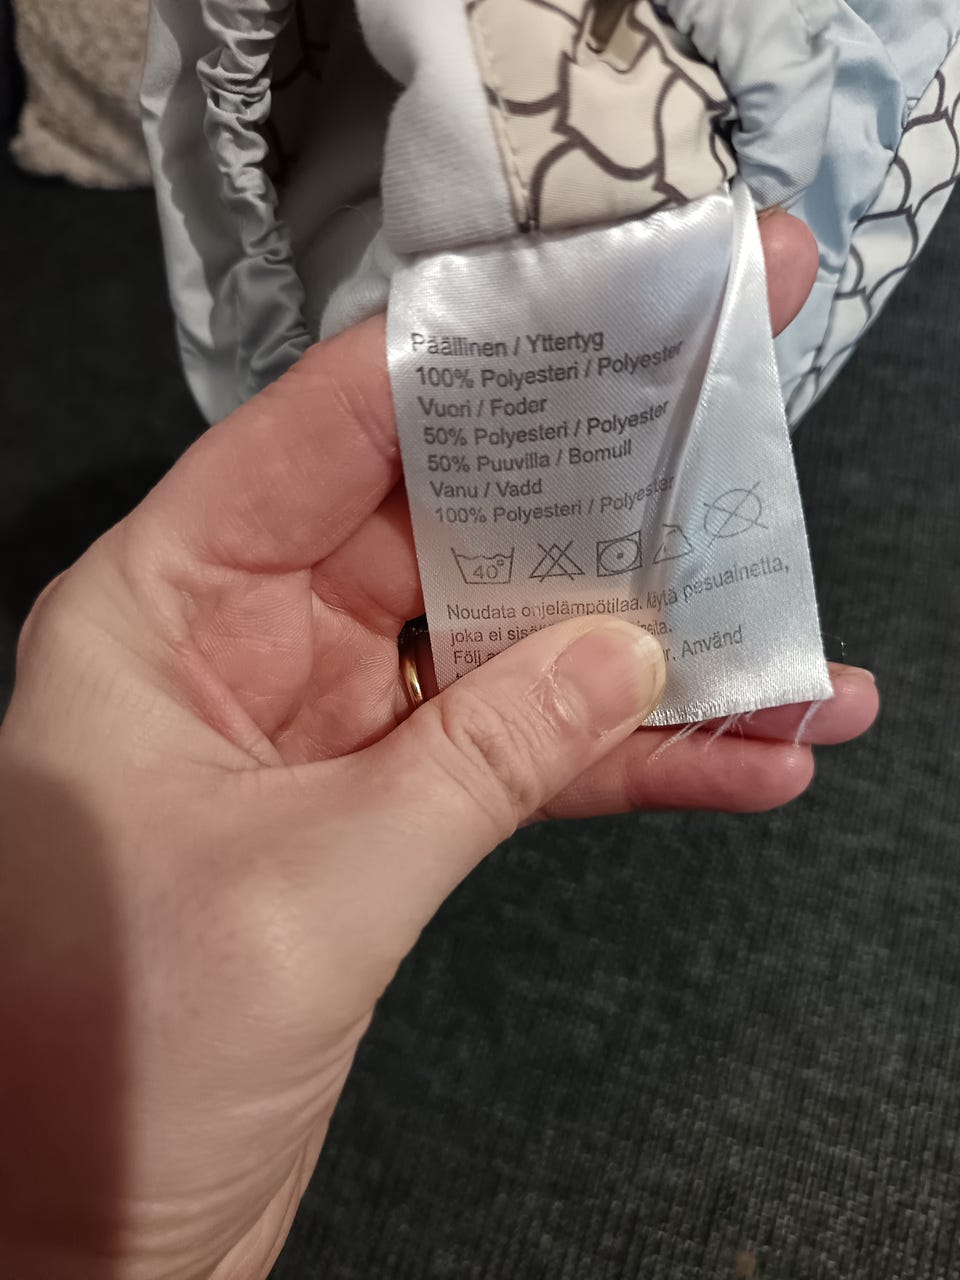 Päällinen / Yttertyg
100% Polyesteri / Polyester
Vuori / Foder
50% Polyesteri / Polyester
50% Puuvilla / Bomull
Vanu / Vadd
100% Polyesteri / Polyester
40°
Noudata ohjelämpötilaa. Käytä pesuainetta,
joka ei
Följ
Använd